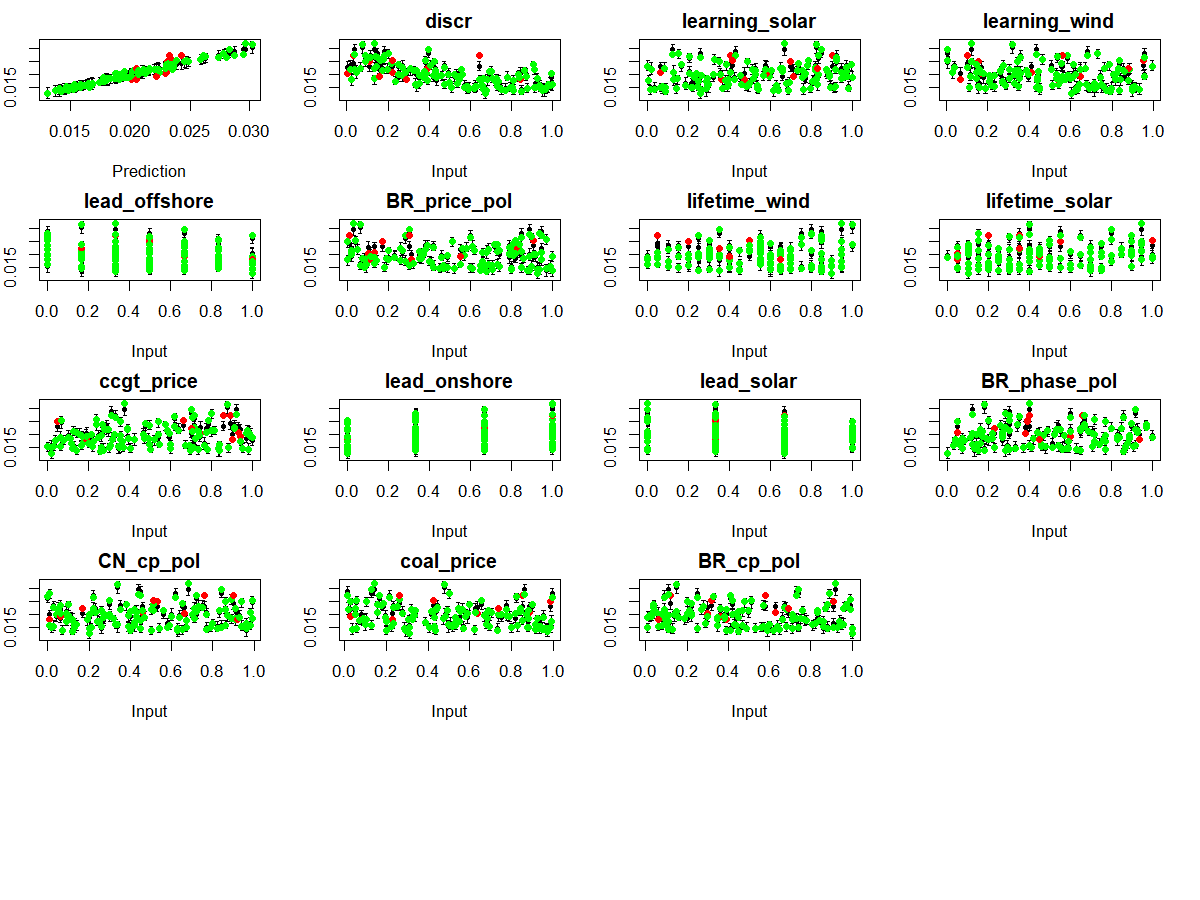 discr learning_solar learning_wind
0.015 0.015 0.015 0.015
0.015 0.020 0.025 0.030 0.0 0.2 0.4 0.6 0.8 1.0 0.0 0.2 0.4 0.6 0.8 1.0 0.0 0.2 0.4 0.6 0.8 1.0
Prediction Input Input Input
lead_offshore BR_price_pol lifetime_wind lifetime_solar
0.015 0.015 0.015 0.015
0.0 0.2 0.4 0.6 0.8 1.0 0.0 0.2 0.4 0.6 0.8 1.0 0.0 0.2 0.4 0.6 0.8 1.0 0.0 0.2 0.4 0.6 0.8 1.0
Input Input Input Input
ccgt_price lead_onshore lead_solar BR_phase_pol
0.015 0.015 0.015 0.015
0.0 0.2 0.4 0.6 0.8 1.0 0.0 0.2 0.4 0.6 0.8 1.0 0.0 0.2 0.4 0.6 0.8 1.0 0.0 0.2 0.4 0.6 0.8 1.0
Input Input Input Input
CN_cp_pol coal_price BR_cp_pol
0.015 0.015 0.015
0.0 0.2 0.4 0.6 0.8 1.0 0.0 0.2 0.4 0.6 0.8 1.0 0.0 0.2 0.4 0.6 0.8 1.0
Input Input Input